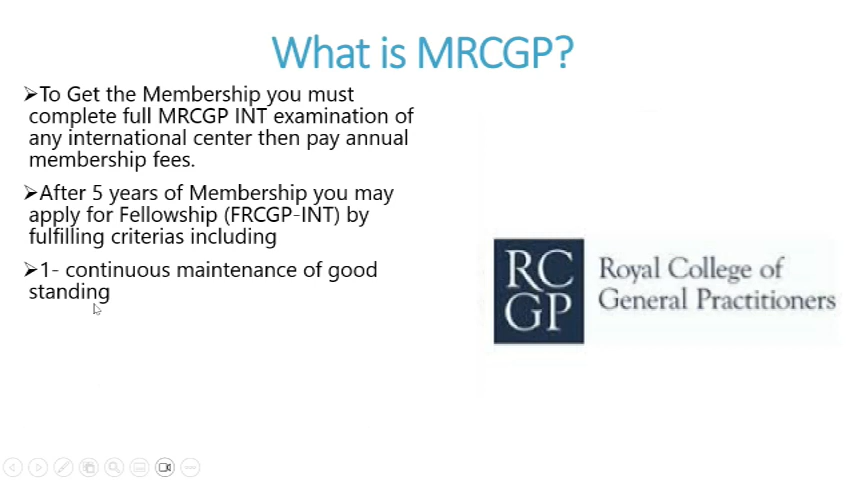 What is MRCGP?
➢To Get the Membership you must
complete full MRCGP INT examination of
any international center then pay annual
membership fees.
➢After 5 years of Membership you may
apply for Fellowship (FRCGP-INT) by
fulfilling criterias including
➢1- continuous maintenance of good
standing
RC
GP
Royal College of
General Practitioners